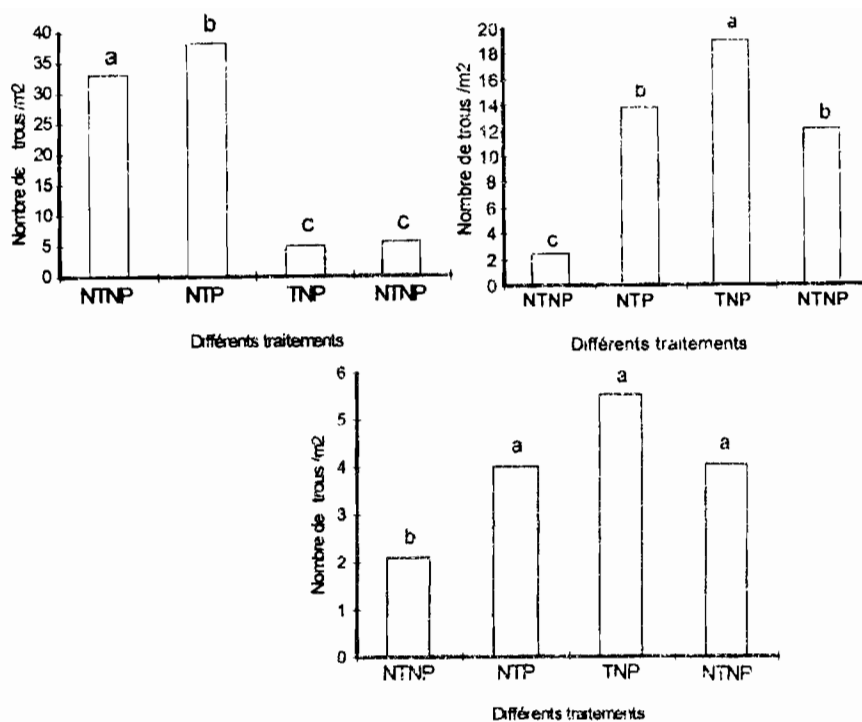 Nombre de trous /m2
40
35
30
25
20
15
10
5
0
a
b
c
c
NTNP NTP TNP NTNP
Différents traitements
Nombre de trous /m2
20
18
16
14
12
10
8
6
4
2
0
c
b
a
b
NTNP NTP TNP NTNP
Différents traitements
Nombre de trous /m2
6
5
4
3
2
1
0
b
a
a
a
NTNP NTP TNP NTNP
Différents traitements